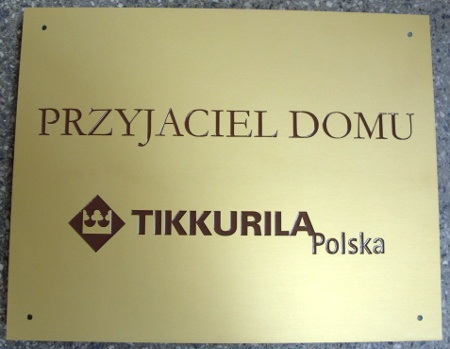 PRZYJACIEL DOMU
TIKKURILA
Polska